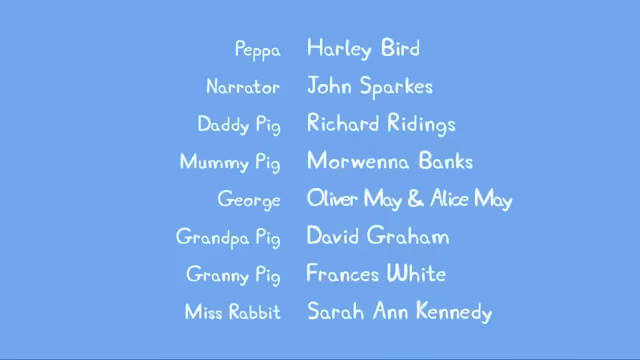 Peppa Harley Bird
Narrator John Sparkes
Daddy Pig Richard Ridings
Mummy Pig Morwenna Banks
George Oliver May & Alice May
Grandpa Pig David Graham
Granny Pig Frances White
Miss Rabbit Sarah Ann Kennedy